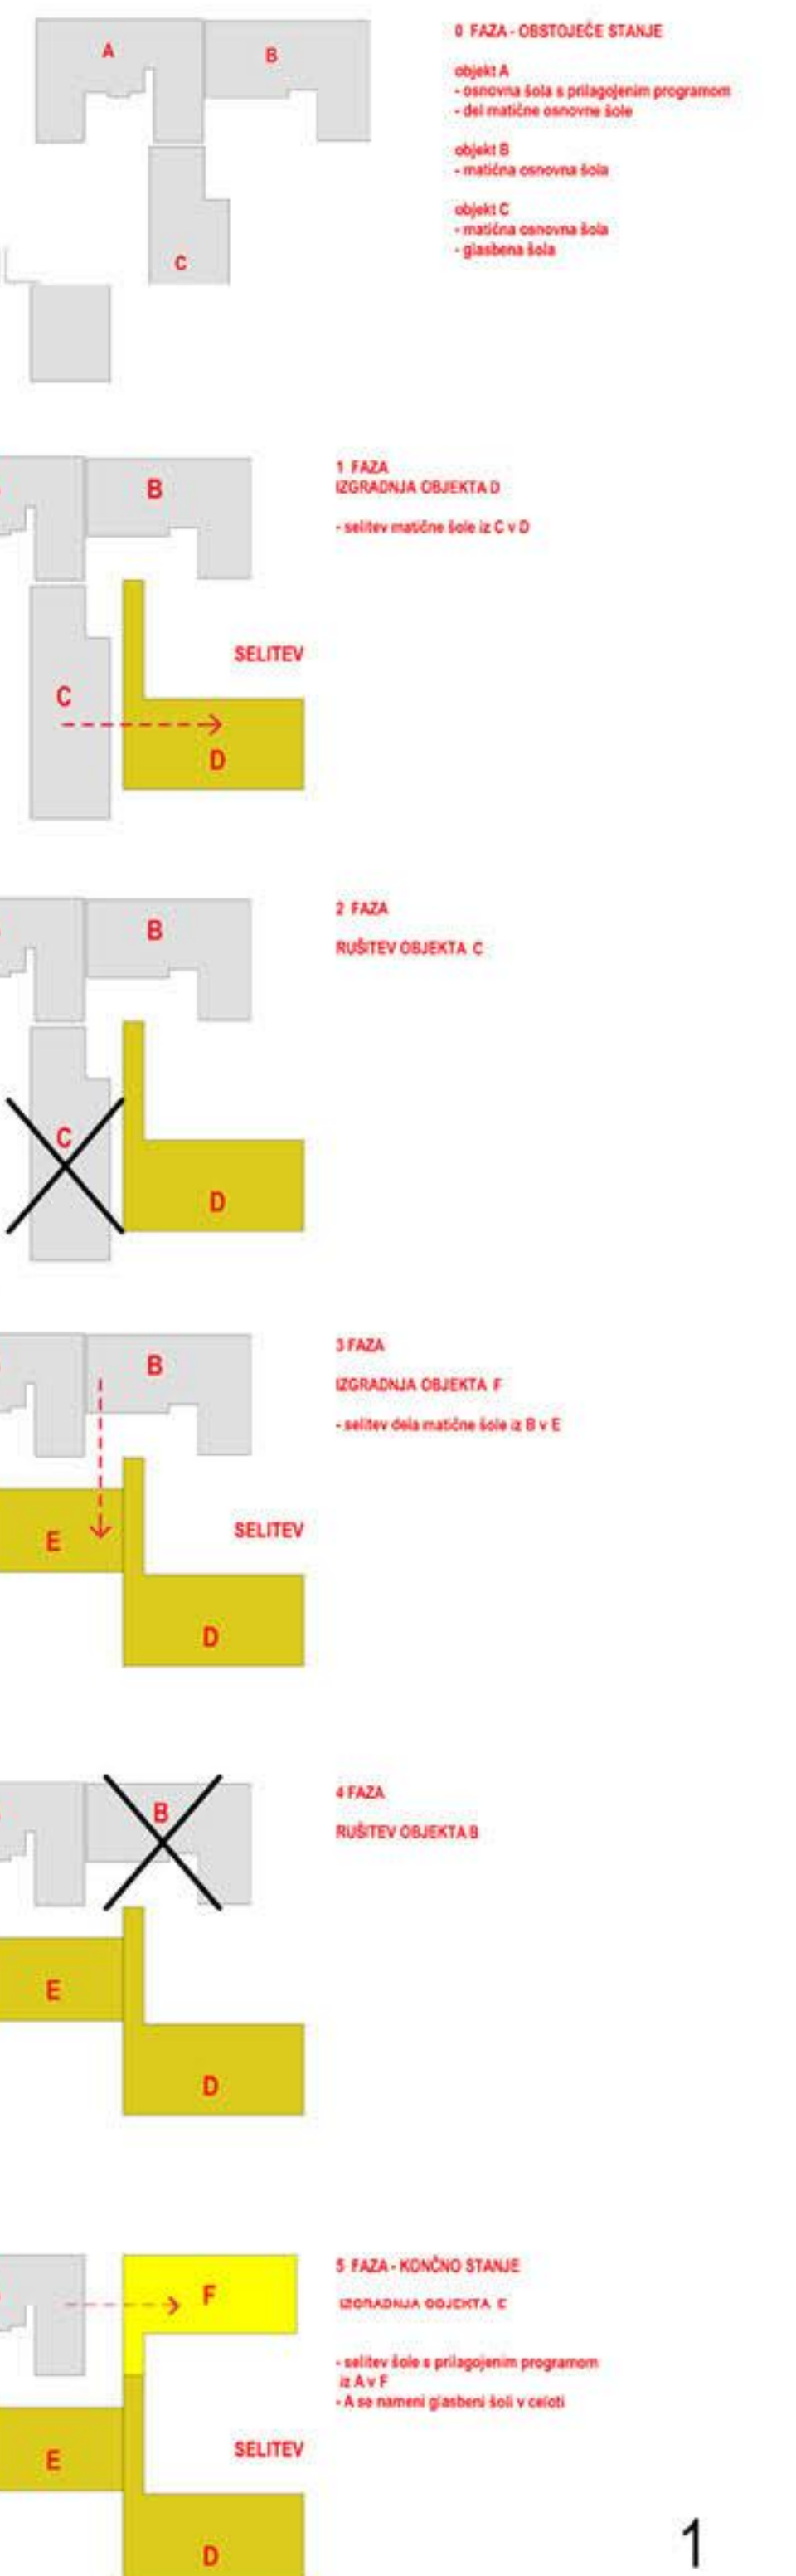 A
B
C
0 FAZA - OBSTOJEČE STANJE
objekt A
- osnovna šola s prilagojenim programom
- del matične osnovne šole
objekt B
- matična osnovna šola
objekt C
- matična osnovna šola
- glasbena šola
B
C
SELITEV
D
1 FAZA
IZGRADNJA OBJEKTA D
- selitev matične šole iz C v D
B
C
D
2 FAZA
RUŠITEV OBJEKTA C
B
E
SELITEV
D
3 FAZA
IZGRADNJA OBJEKTA F
- selitev dela matične šole iz B v E
B
E
D
4 FAZA
RUŠITEV OBJEKTA B
F
E
SELITEV
D
5 FAZA - KONČNO STANJE
IZGRADNJA OBJEKTA E
- selitev šole s prilagojenim programom
iz A v F
- A se nameni glasbeni šoli v celoti
1